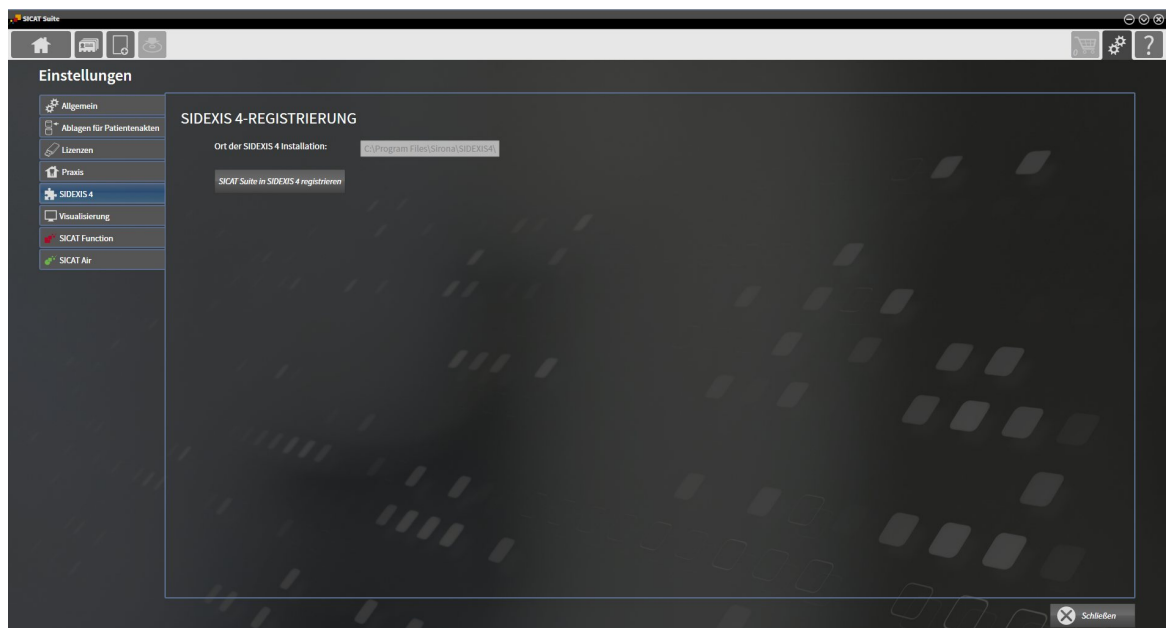 SICAT Suite
0
?
Einstellungen
Allgemein
Ablagen für Patientenakten
Lizenzen
Praxis
SIDEXIS 4
Visualisierung
SICAT Function
SICAT Air
SIDEXIS 4-REGISTRIERUNG
Ort der SIDEXIS 4 Installation: C:\Program Files\Sirona\SIDEXIS4\
SICAT Suite in SIDEXIS 4 registrieren
Schließen